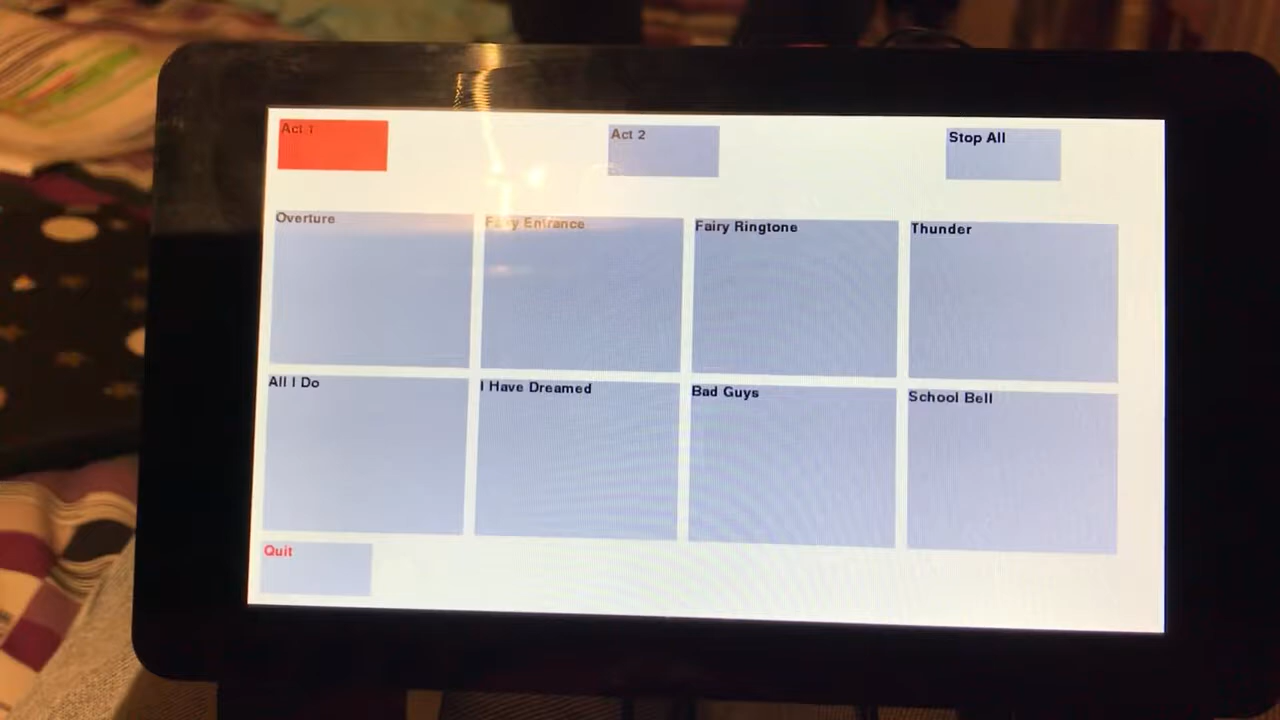 Act 1
Act 2
Stop All
Overture
Fairy Entrance
Fairy Ringtone
Thunder
All I Do
I Have Dreamed
Bad Guys
School Bell
Quit